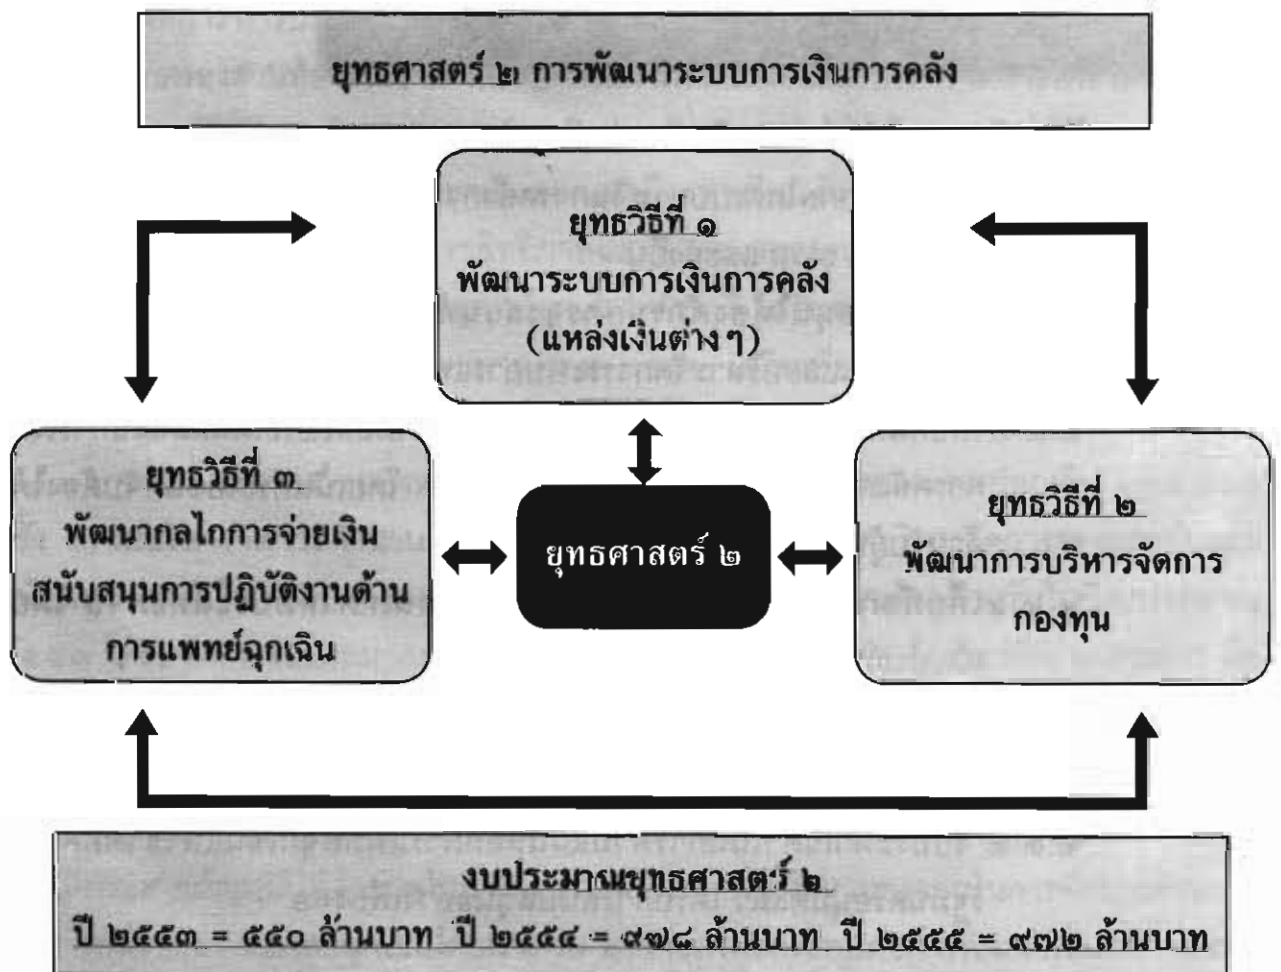 ยุทธศาสตร์ ๒ การพัฒนาระบบการเงินการคลัง
ยุทธวิธีที่ ๑
พัฒนาระบบการเงินการคลัง
(แหล่งเงินต่างๆ)
ยุทธวิธีที่ ๓
พัฒนากลไกการจ่ายเงิน
สนับสนุนการปฏิบัติงานด้าน
การแพทย์ฉุกเฉิน
ยุทธศาสตร์ ๒
ยุทธวิธีที่ ๒
พัฒนาการบริหารจัดการ
กองทุน
งบประมาณยุทธศาสตร์ ๒
ปี ๒๕๕๓ = ๕๕๐ ล้านบาท ปี ๒๕๕๔ = ๙๗๘ ล้านบาท ปี ๒๕๕๕ = ๙๗๒ ล้านบาท